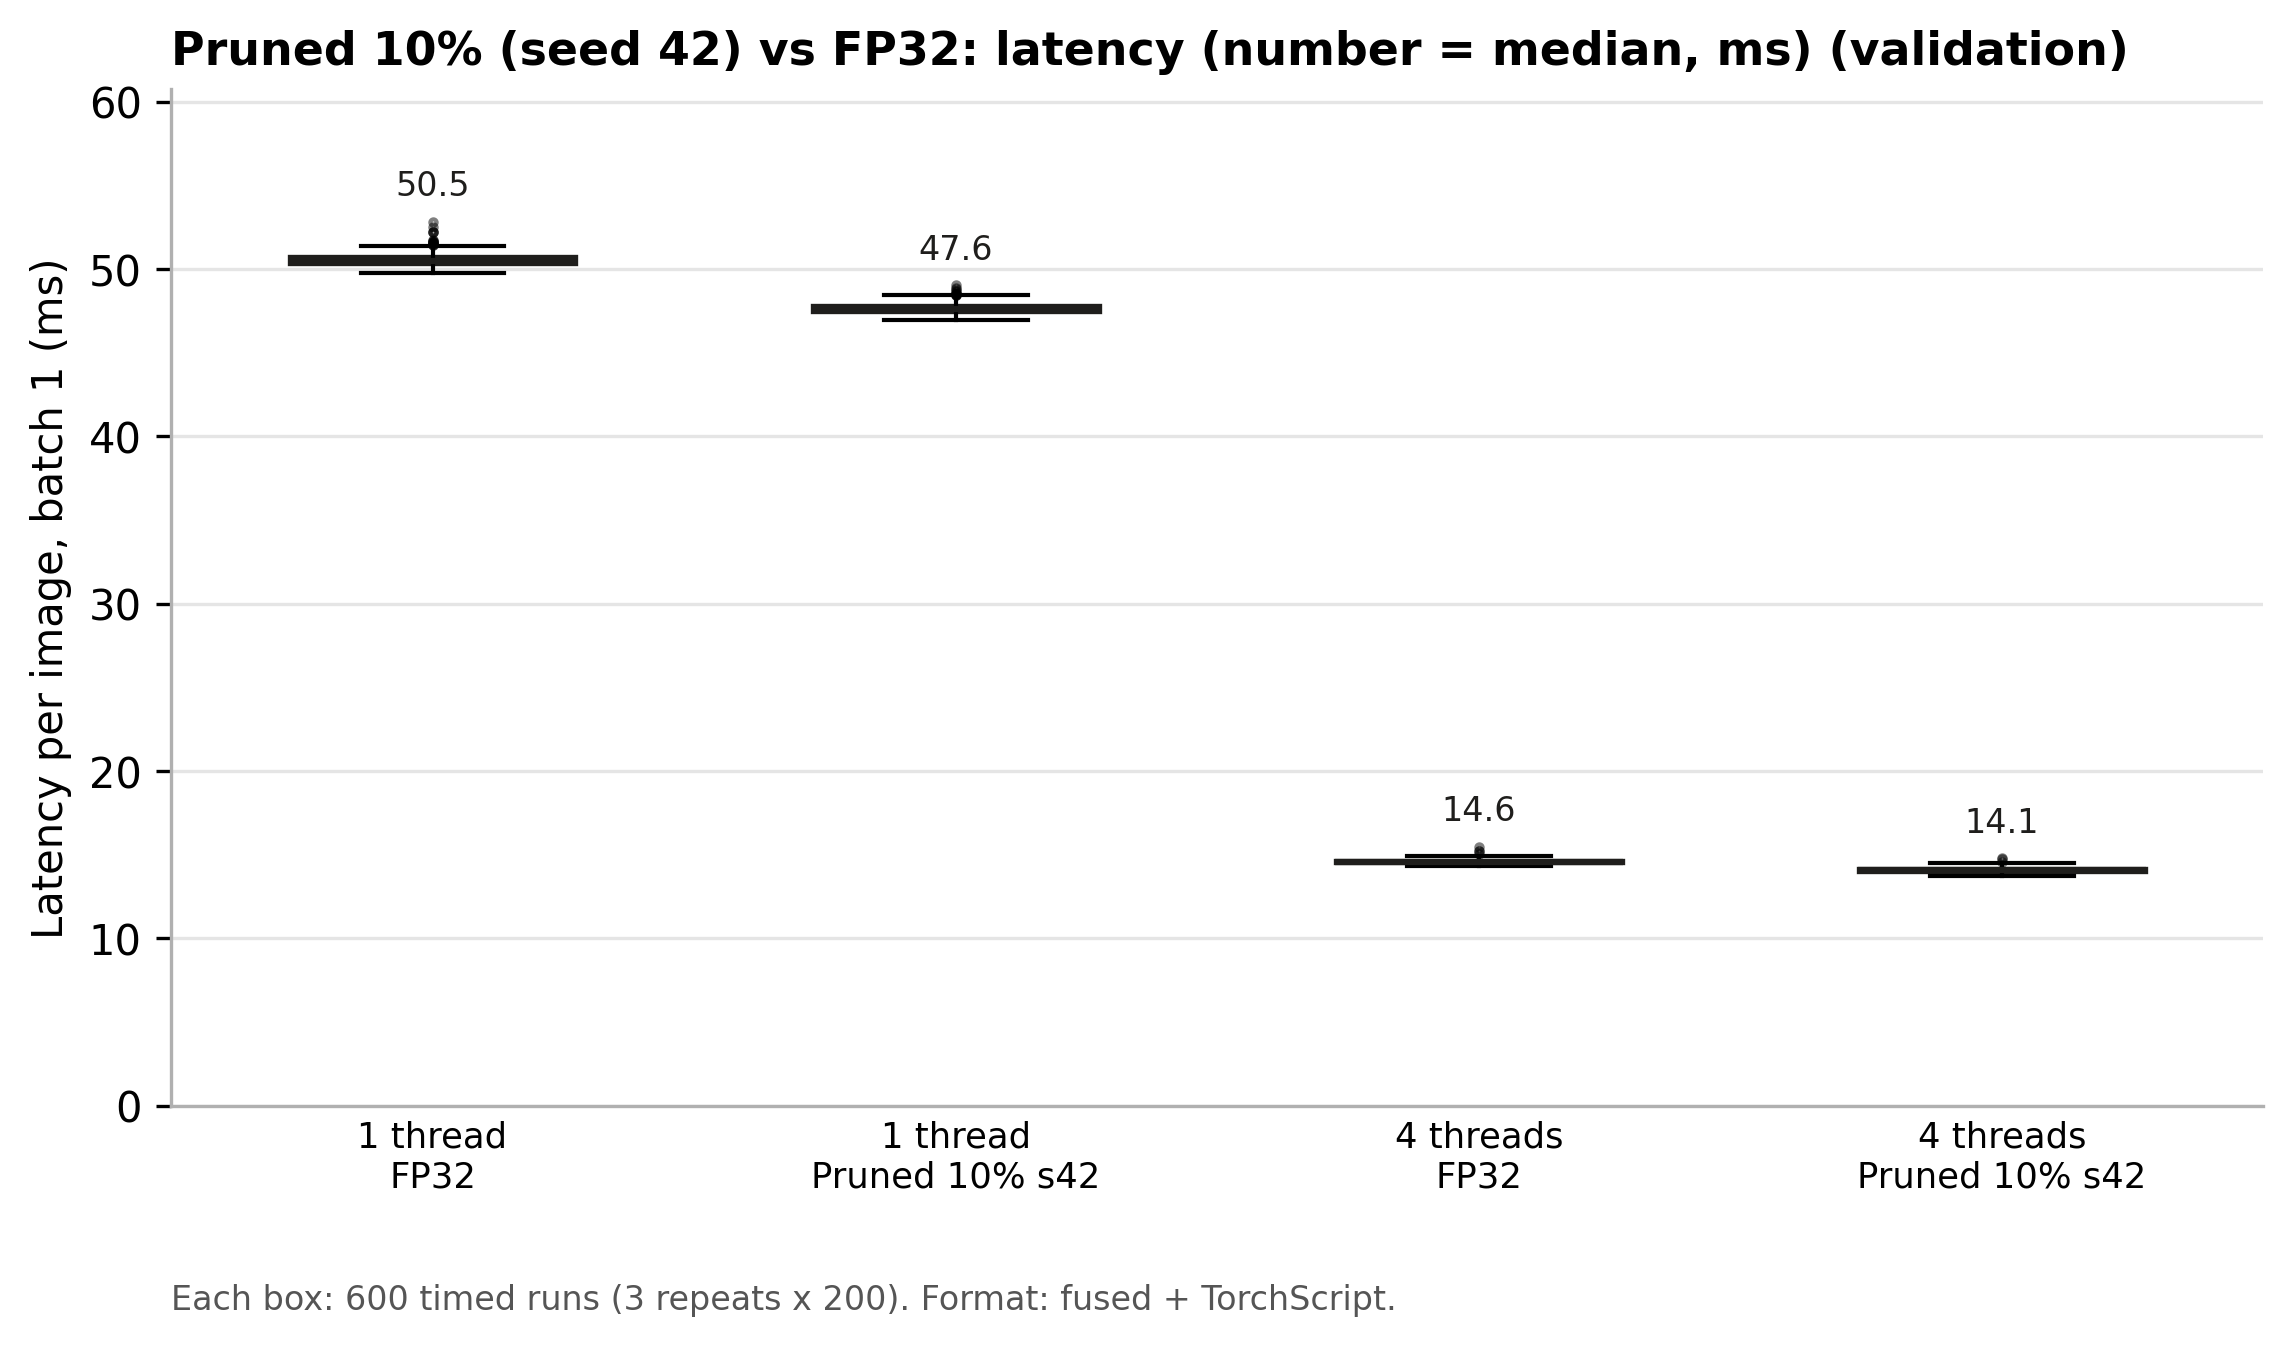 Pruned 10% (seed 42) vs FP32: latency (number = median, ms) (validation)
Latency per image, batch 1 (ms)
60
50
40
30
20
10
0
50.5
47.6
14.6
14.1
1 thread
FP32
1 thread
Pruned 10% s42
4 threads
FP32
4 threads
Pruned 10% s42
Each box: 600 timed runs (3 repeats x 200). Format: fused + TorchScript.